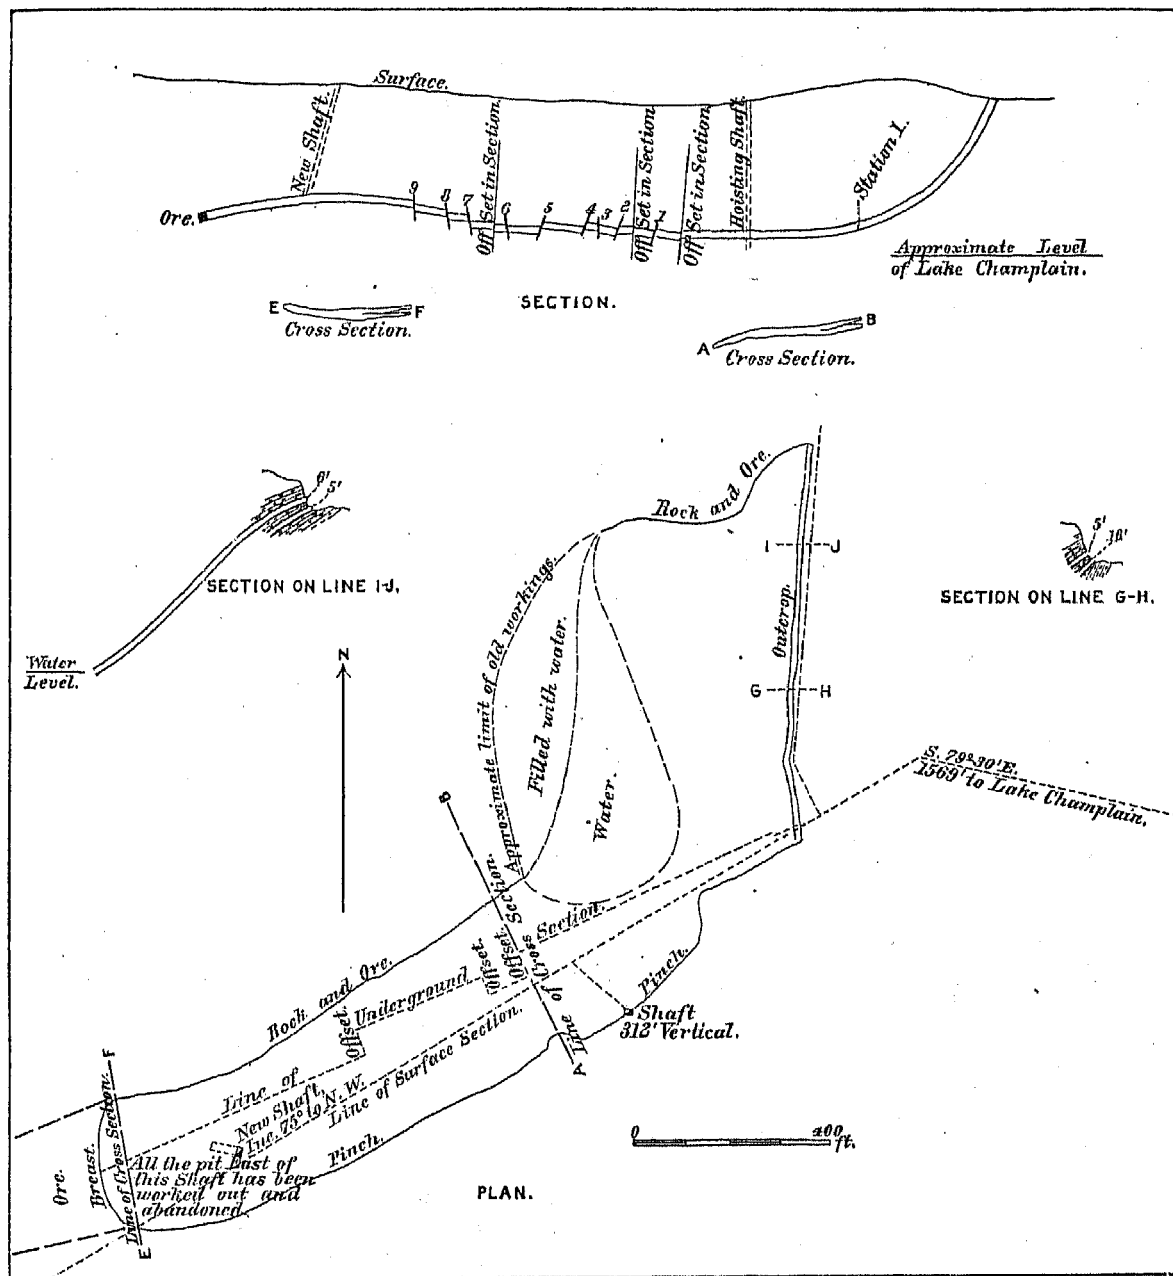 Surface.
New Shaft.
Off Set in Section
Off Set in Section
Off Set in Section
Hoisting Shaft.
Station I.
9
8
7
6
5
4
3
2
1
Ore.
Approximate Level
of Lake Champlain.
SECTION.
E
F
Cross Section.
A
B
Cross Section.
Rock and Ore.
6'
5'
SECTION ON LINE I-J.
Water
Level.
N
I
J
Outcrop.
G
H
5'
10'
SECTION ON LINE G-H.
Approximate limit of old workings.
Filled with water.
Water.
S. 79°30'E.
1569' to Lake Champlain.
B
Line of Cross Section.
A
Rock and Ore.
Line of Underground Section.
Offset.
Offset.
Offset.
Line of Surface Section.
Pinch.
Shaft
312' Vertical.
New Shaft,
N. W.
Pinch.
F
Line of Cross Section.
E
Ore.
Breast.
All the pit East of
this Shaft has been
worked out and
abandoned
0
400
ft.
PLAN.